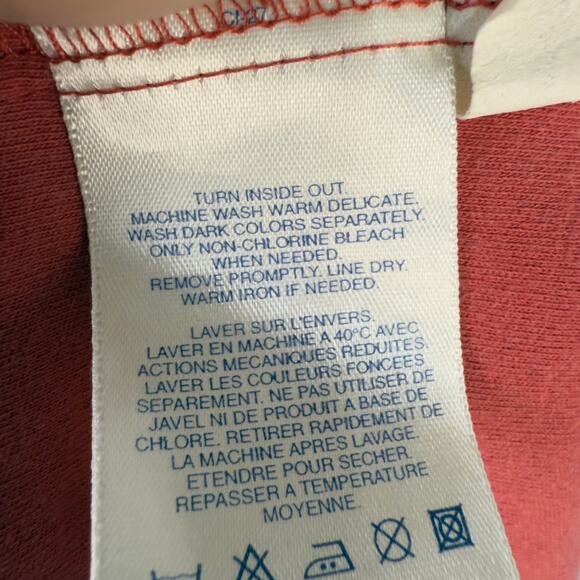 TURN INSIDE OUT.
MACHINE WASH WARM DELICATE.
WASH DARK COLORS SEPARATELY.
ONLY NON-CHLORINE BLEACH
WHEN NEEDED.
REMOVE PROMPTLY. LINE DRY.
WARM IRON IF NEEDED.
LAVER SUR L'ENVERS.
LAVER EN MACHINE A 40°C AVEC
ACTIONS MECANIQUES REDUITES.
LAVER LES COULEURS FONCEES
SEPAREMENT. NE PAS UTILISER DE
JAVEL NI DE PRODUIT A BASE DE
CHLORE. RETIRER RAPIDEMENT DE
LA MACHINE APRES LAVAGE.
ETENDRE POUR SECHER.
REPASSER A TEMPERATURE
MOYENNE.